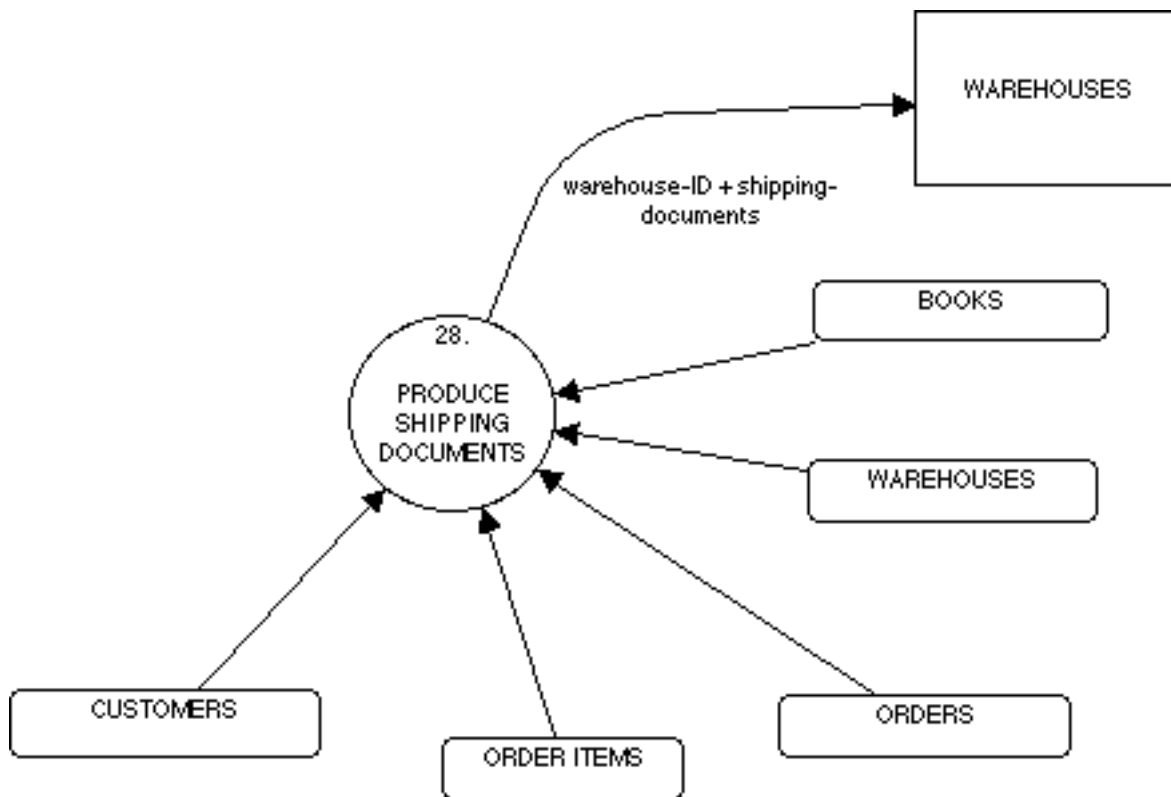 WAREHOUSES
warehouse-ID + shipping-
documents
BOOKS
28.
PRODUCE
SHIPPING
DOCUMENTS
WAREHOUSES
CUSTOMERS
ORDERS
ORDER ITEMS